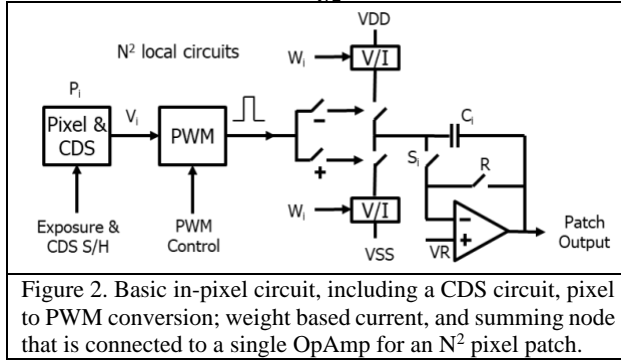 VDD
N² local circuits
Wᵢ
V/I
Pᵢ
Vᵢ
Cᵢ
Pixel &
CDS
PWM
−
Sᵢ
R
+
−
Exposure &
CDS S/H
PWM
Control
Wᵢ
V/I
VSS
VR
+
Patch
Output
Figure 2. Basic in-pixel circuit, including a CDS circuit, pixel
to PWM conversion; weight based current, and summing node
that is connected to a single OpAmp for an N² pixel patch.